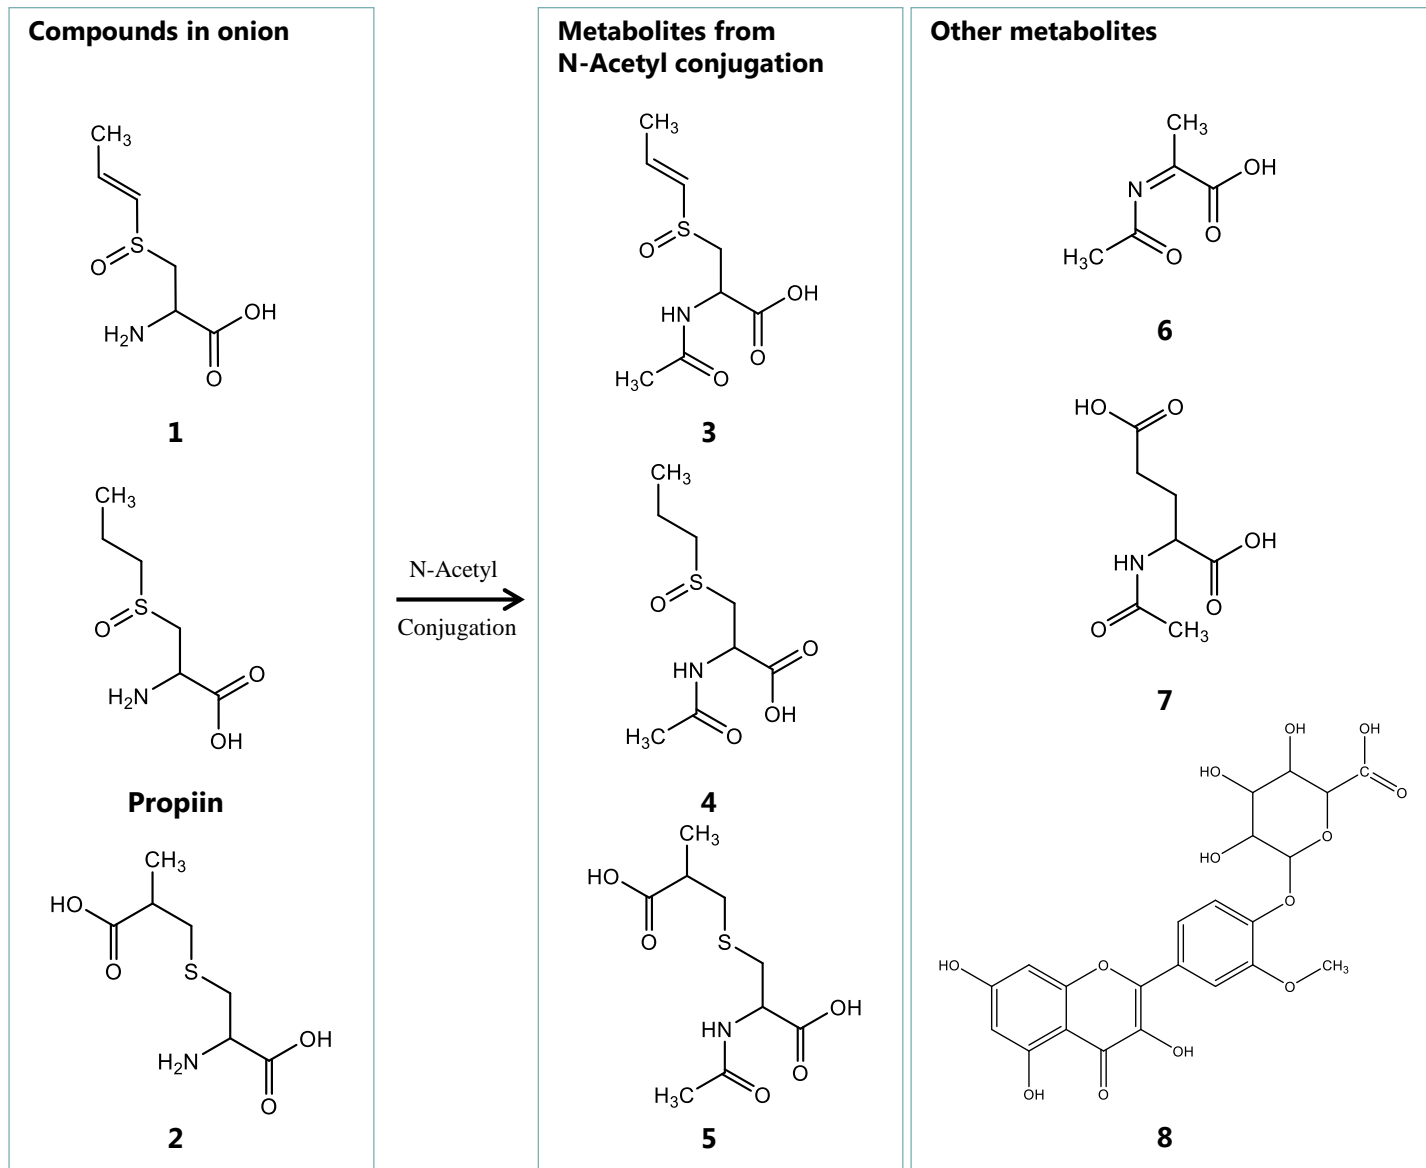 Compounds in onion
CH₃
O
S
H₂N
OH
O
1
CH₃
O
S
H₂N
O
OH
Propiin
CH₃
HO
O
S
H₂N
OH
O
2
N-Acetyl
Conjugation
Metabolites from
N-Acetyl conjugation
CH₃
O
S
HN
OH
O
H₃C
O
3
CH₃
O
S
HN
O
OH
H₃C
O
4
CH₃
HO
O
S
HN
OH
O
H₃C
O
5
Other metabolites
CH₃
N
OH
O
H₃C
O
6
HO
O
HN
OH
O
O
CH₃
7
OH
OH
HO
C
O
O
HO
O
HO
O
O
CH₃
OH
OH
O
8